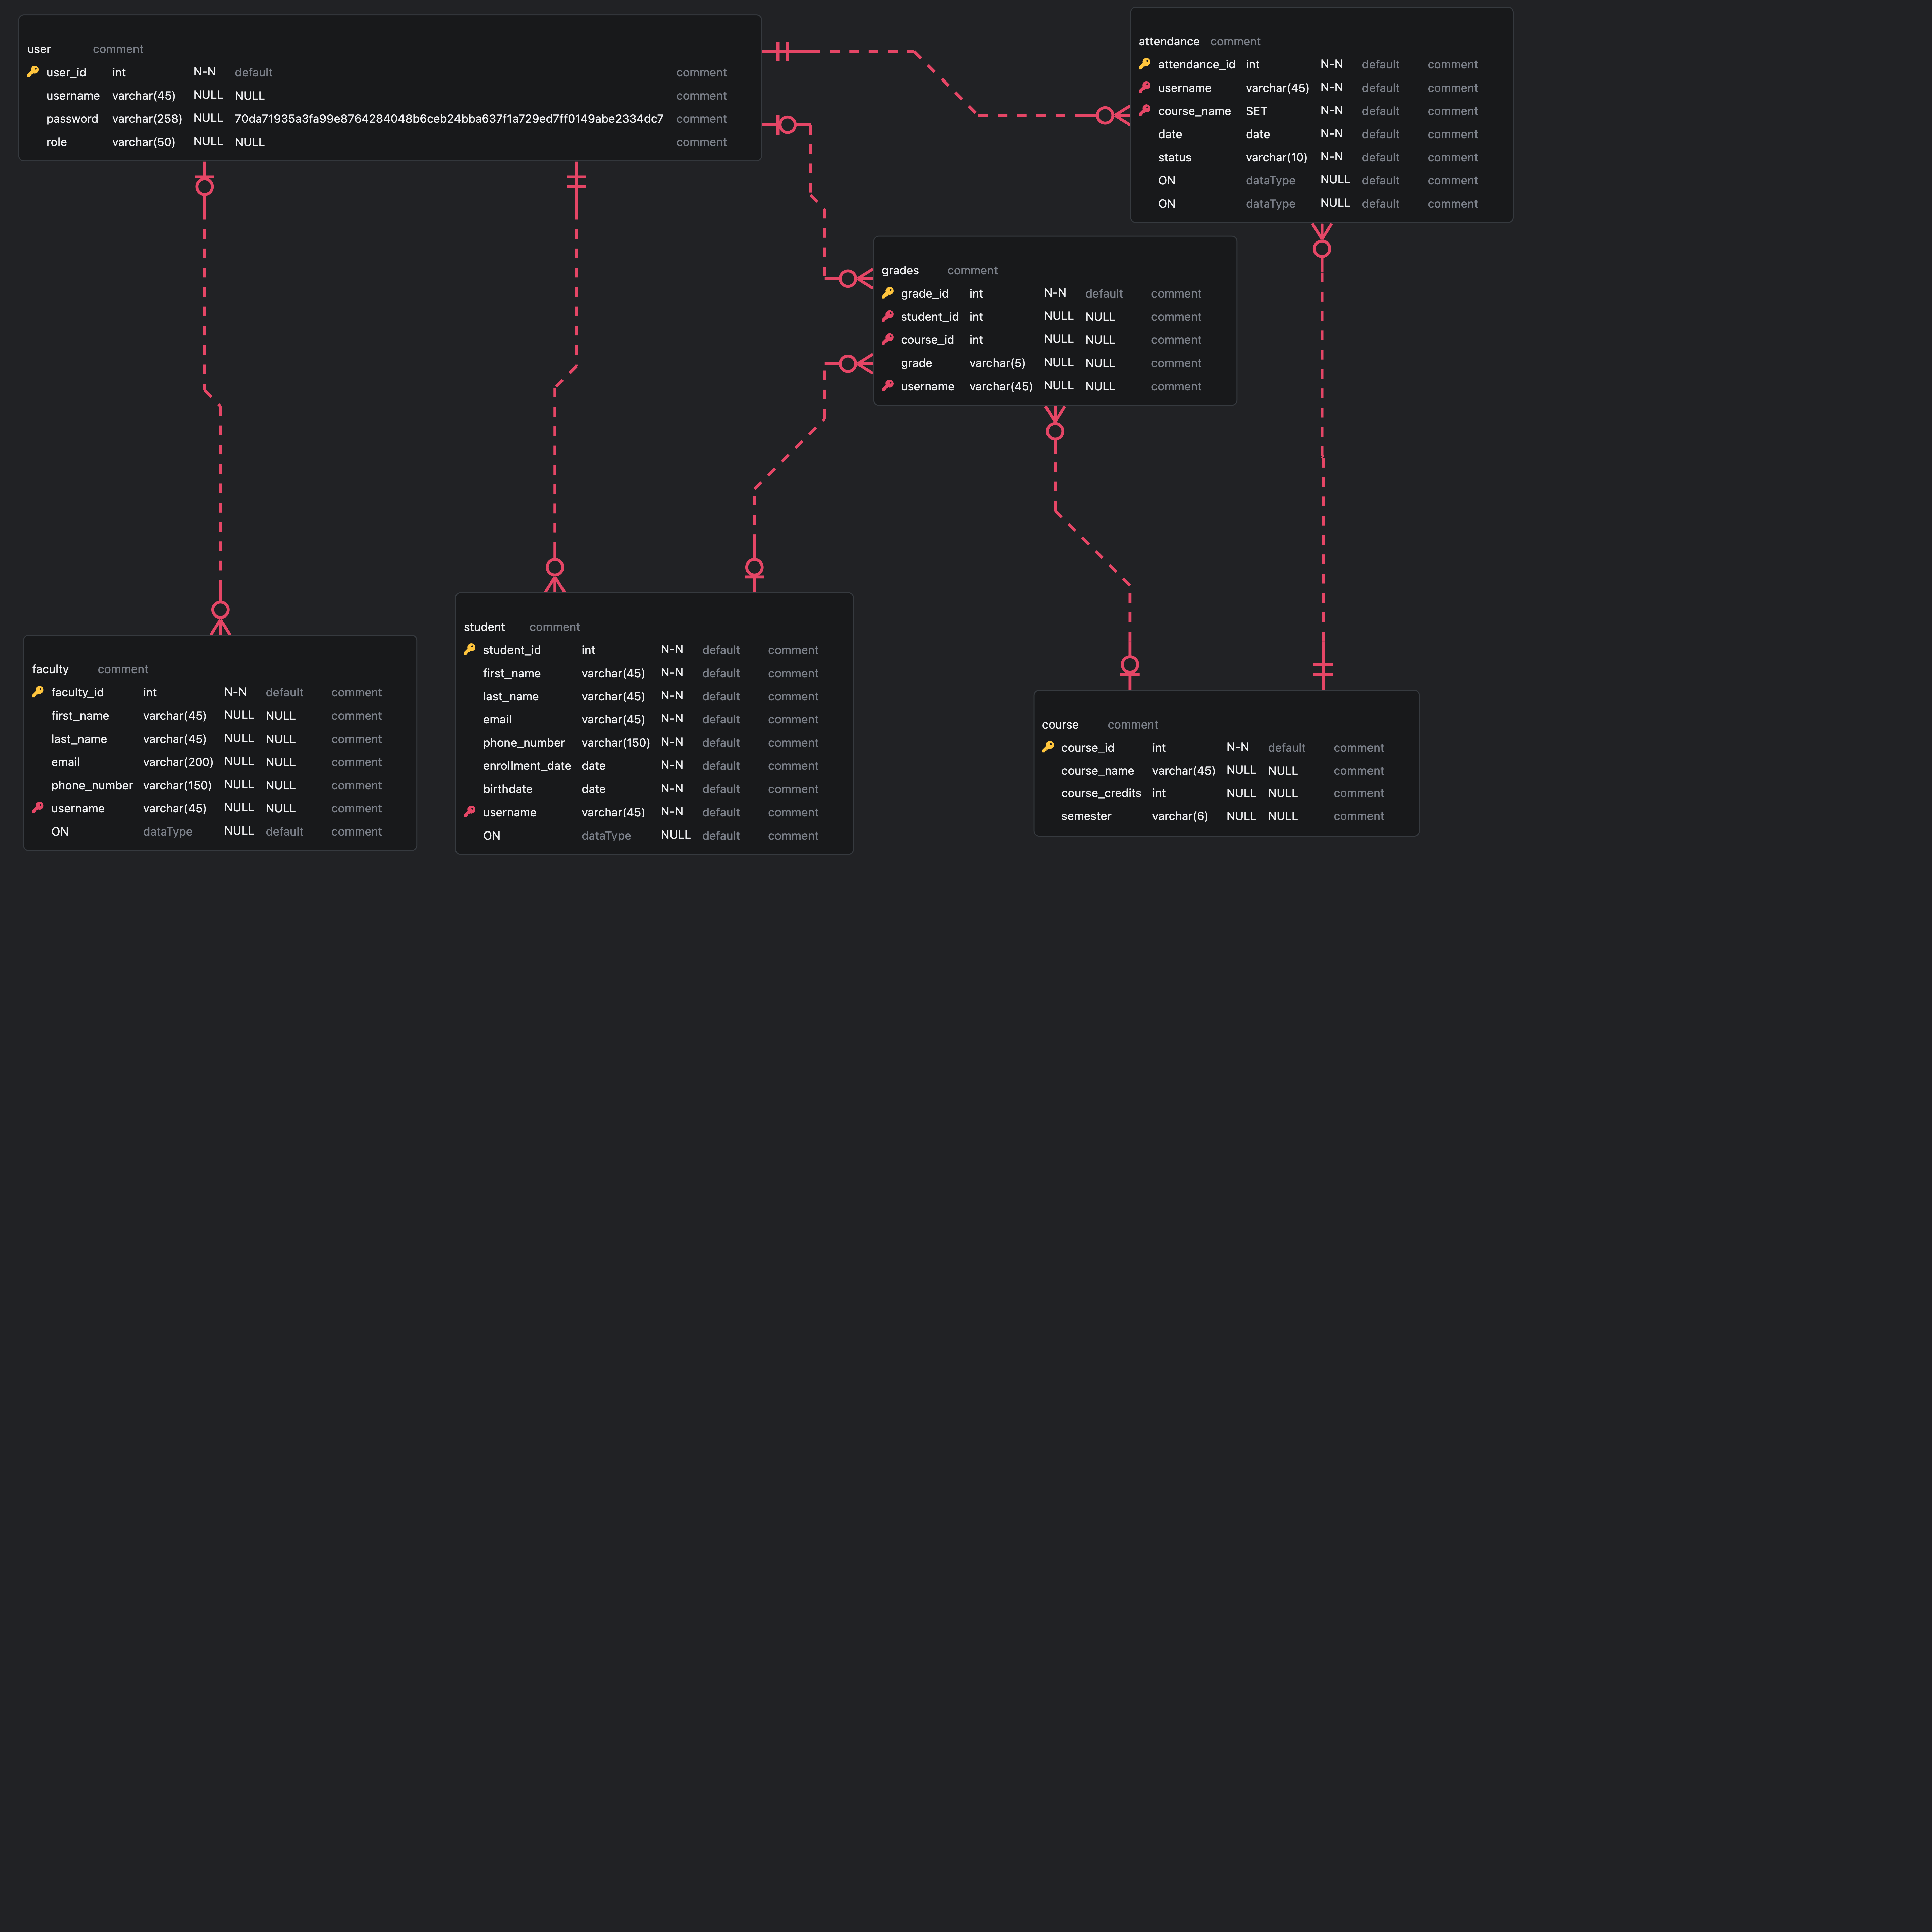 user comment
user_id int N-N default comment
username varchar(45) NULL NULL comment
password varchar(258) NULL 70da71935a3fa99e8764284048b6ceb24bba637f1a729ed7ff0149abe2334dc7 comment
role varchar(50) NULL NULL comment
attendance comment
attendance_id int N-N default comment
username varchar(45) N-N default comment
course_name SET N-N default comment
date date N-N default comment
status varchar(10) N-N default comment
ON dataType NULL default comment
ON dataType NULL default comment
grades comment
grade_id int N-N default comment
student_id int NULL NULL comment
course_id int NULL NULL comment
grade varchar(5) NULL NULL comment
username varchar(45) NULL NULL comment
faculty comment
faculty_id int N-N default comment
first_name varchar(45) NULL NULL comment
last_name varchar(45) NULL NULL comment
email varchar(200) NULL NULL comment
phone_number varchar(150) NULL NULL comment
username varchar(45) NULL NULL comment
ON dataType NULL default comment
student comment
student_id int N-N default comment
first_name varchar(45) N-N default comment
last_name varchar(45) N-N default comment
email varchar(45) N-N default comment
phone_number varchar(150) N-N default comment
enrollment_date date N-N default comment
birthdate date N-N default comment
username varchar(45) N-N default comment
ON dataType NULL default comment
course comment
course_id int N-N default comment
course_name varchar(45) NULL NULL comment
course_credits int NULL NULL comment
semester varchar(6) NULL NULL comment